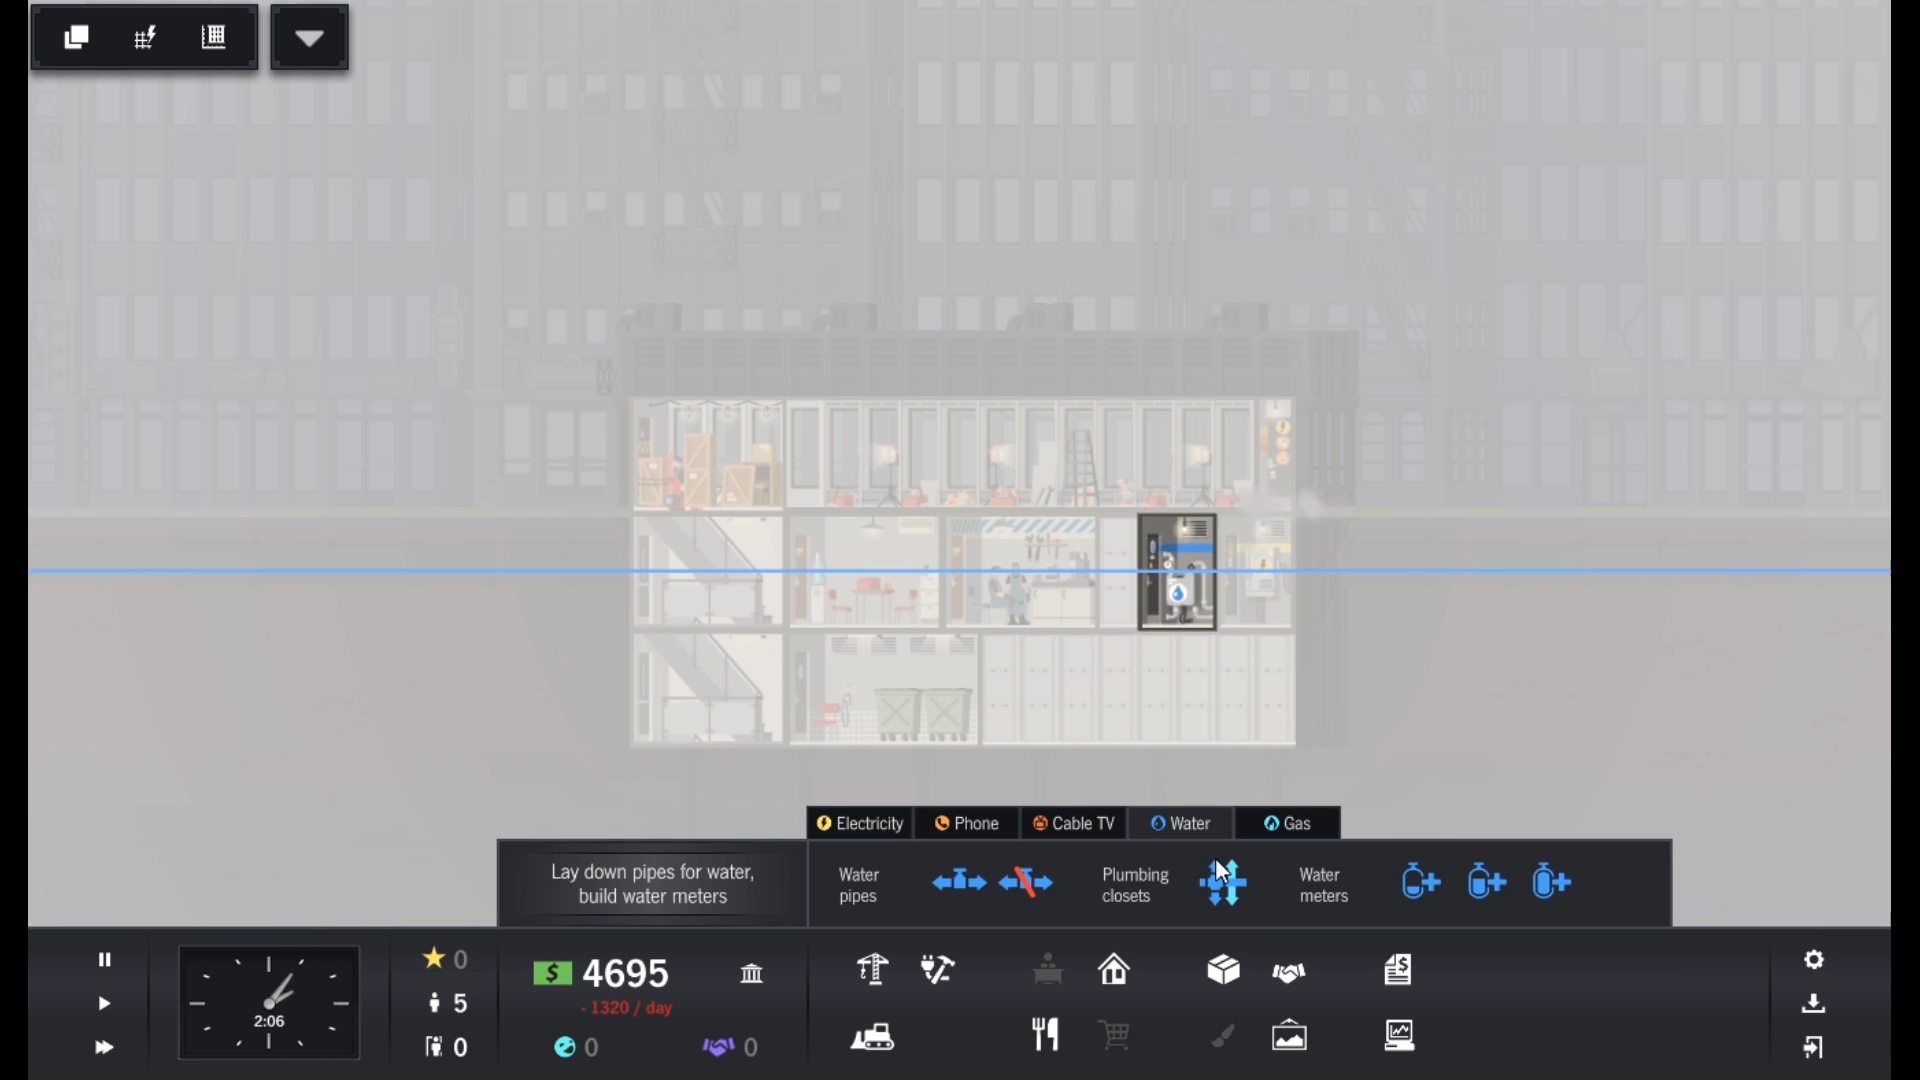 Electricity
Phone
Cable TV
Water
Gas
Lay down pipes for water,
build water meters
Water
pipes
Plumbing
closets
Water
meters
2:06
0
5
0
$ 4695
- 1320 / day
0
0